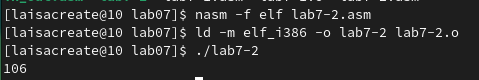 [laisacreate@10 lab07]$ nasm -f elf lab7-2.asm
[laisacreate@10 lab07]$ ld -m elf_i386 -o lab7-2 lab7-2.o
[laisacreate@10 lab07]$ ./lab7-2
106